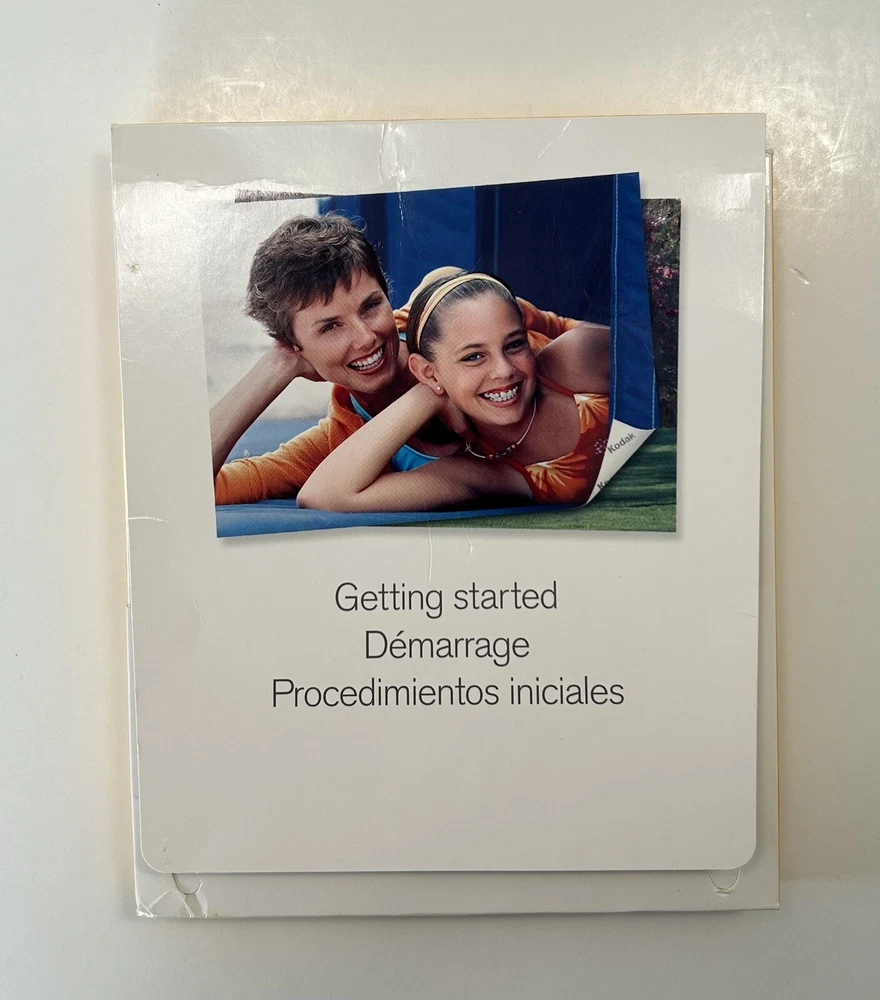 Kodak
Getting started
Démarrage
Procedimientos iniciales